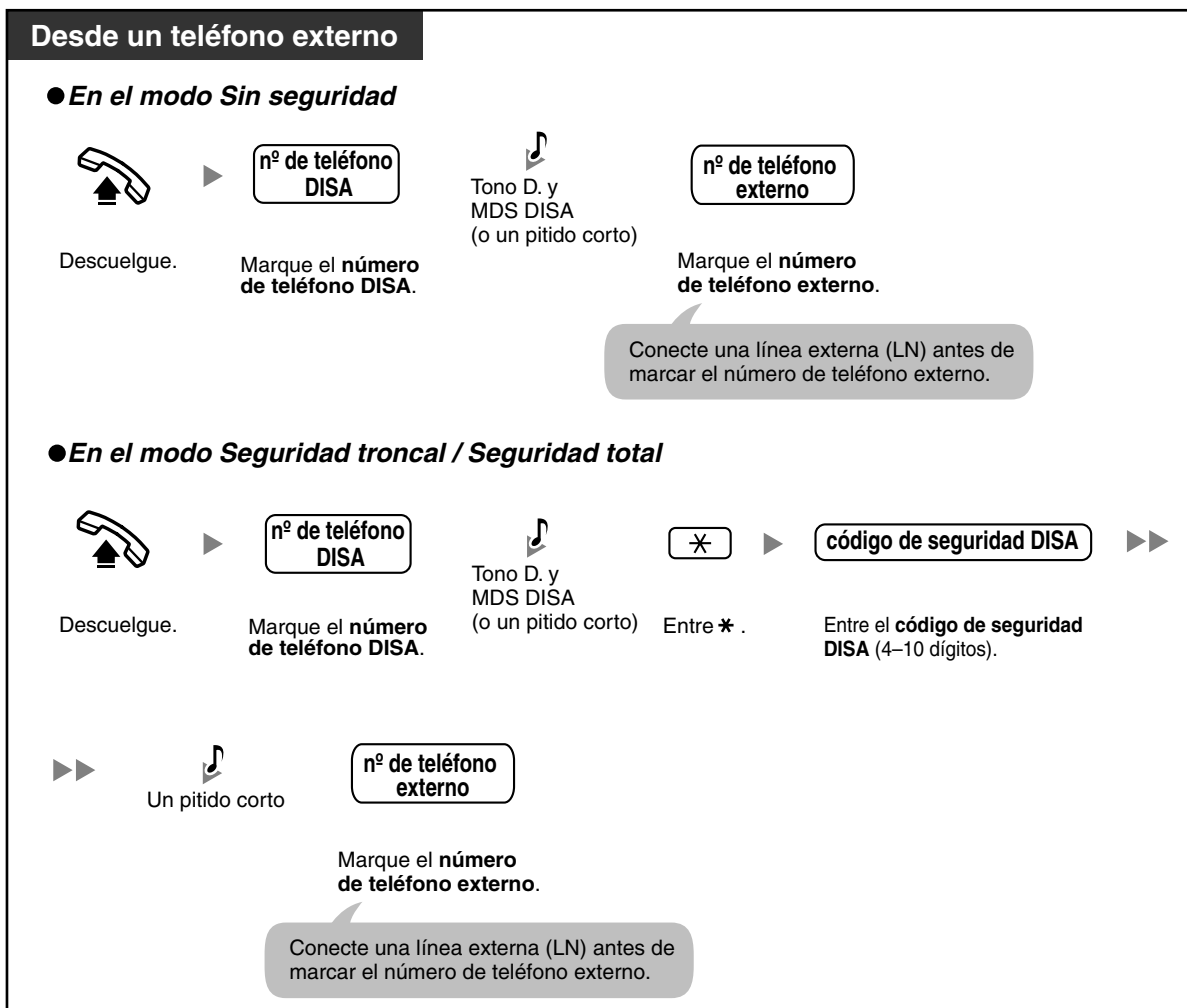 Desde un teléfono externo
●En el modo Sin seguridad
nº de teléfono
DISA
Tono D. y
MDS DISA
(o un pitido corto)
nº de teléfono
externo
Descuelgue.
Marque el número
de teléfono DISA.
Marque el número
de teléfono externo.
Conecte una línea externa (LN) antes de
marcar el número de teléfono externo.
●En el modo Seguridad troncal / Seguridad total
nº de teléfono
DISA
Tono D. y
MDS DISA
(o un pitido corto)
*
código de seguridad DISA
Descuelgue.
Marque el número
de teléfono DISA.
Entre * .
Entre el código de seguridad
DISA (4–10 dígitos).
Un pitido corto
nº de teléfono
externo
Marque el número
de teléfono externo.
Conecte una línea externa (LN) antes de
marcar el número de teléfono externo.